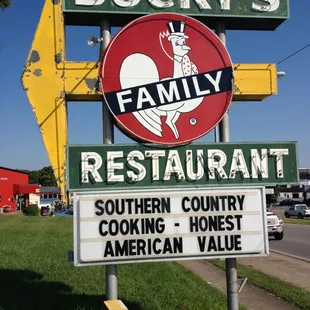 FAMILY
RESTAURANT
SOUTHERN COUNTRY
COOKING - HONEST
AMERICAN VALUE